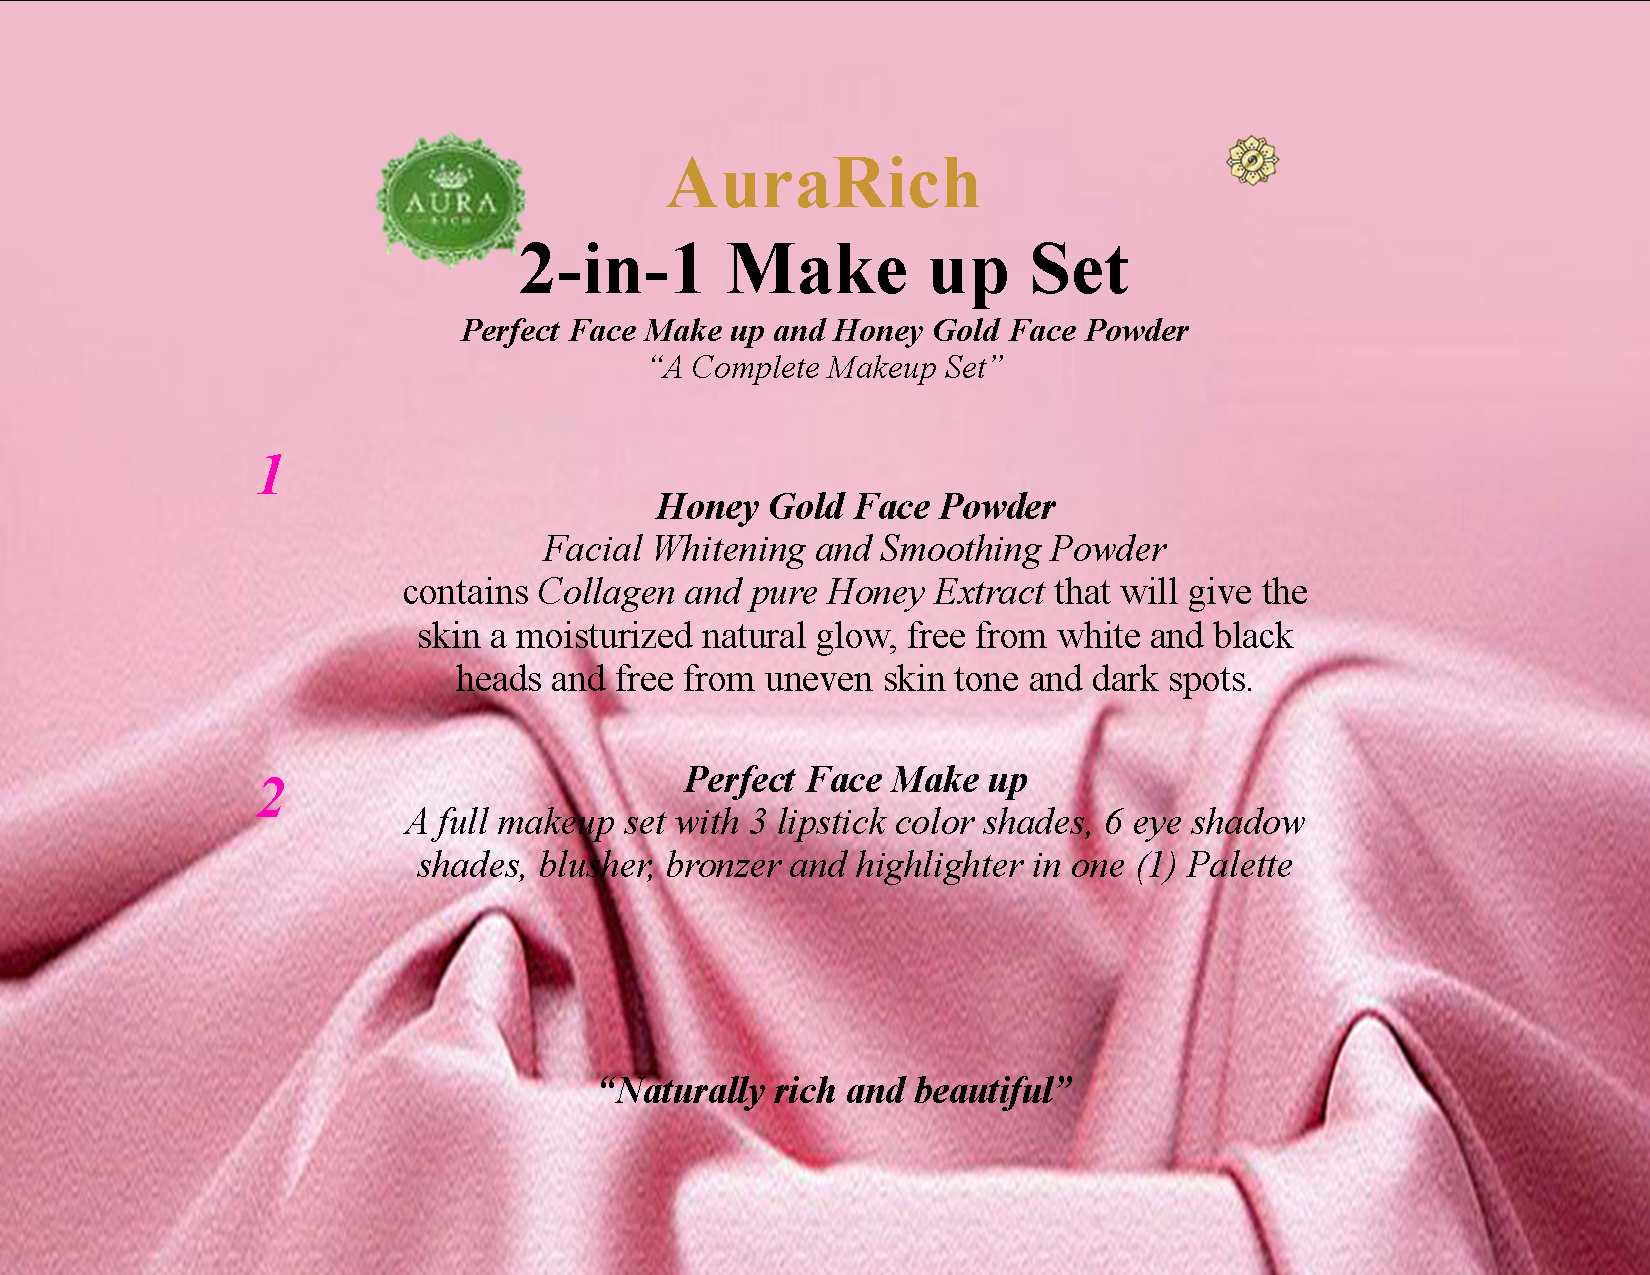 AURA
RICH
AuraRich
2-in-1 Make up Set
Perfect Face Make up and Honey Gold Face Powder
“A Complete Makeup Set”
1
Honey Gold Face Powder
Facial Whitening and Smoothing Powder
contains Collagen and pure Honey Extract that will give the
skin a moisturized natural glow, free from white and black
heads and free from uneven skin tone and dark spots.
2
Perfect Face Make up
A full makeup set with 3 lipstick color shades, 6 eye shadow
shades, blusher, bronzer and highlighter in one (1) Palette
“Naturally rich and beautiful”